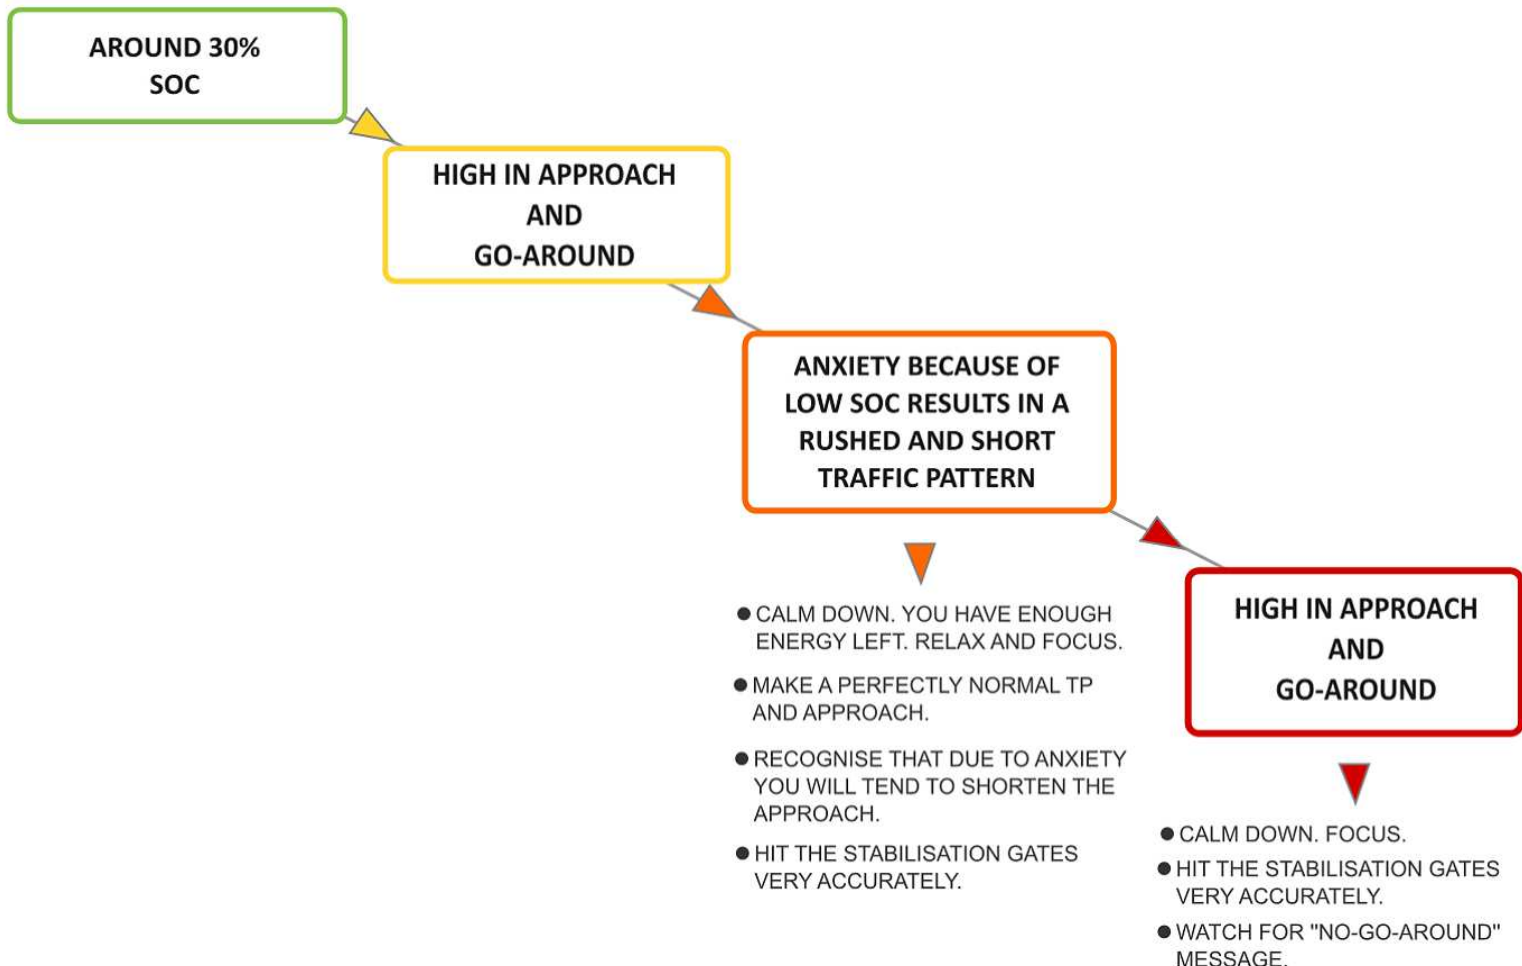 AROUND 30%
SOC
HIGH IN APPROACH
AND
GO-AROUND
ANXIETY BECAUSE OF
LOW SOC RESULTS IN A
RUSHED AND SHORT
TRAFFIC PATTERN
● CALM DOWN. YOU HAVE ENOUGH
ENERGY LEFT. RELAX AND FOCUS.
● MAKE A PERFECTLY NORMAL TP
AND APPROACH.
● RECOGNISE THAT DUE TO ANXIETY
YOU WILL TEND TO SHORTEN THE
APPROACH.
● HIT THE STABILISATION GATES
VERY ACCURATELY.
HIGH IN APPROACH
AND
GO-AROUND
● CALM DOWN. FOCUS.
● HIT THE STABILISATION GATES
VERY ACCURATELY.
● WATCH FOR "NO-GO-AROUND"
MESSAGE.